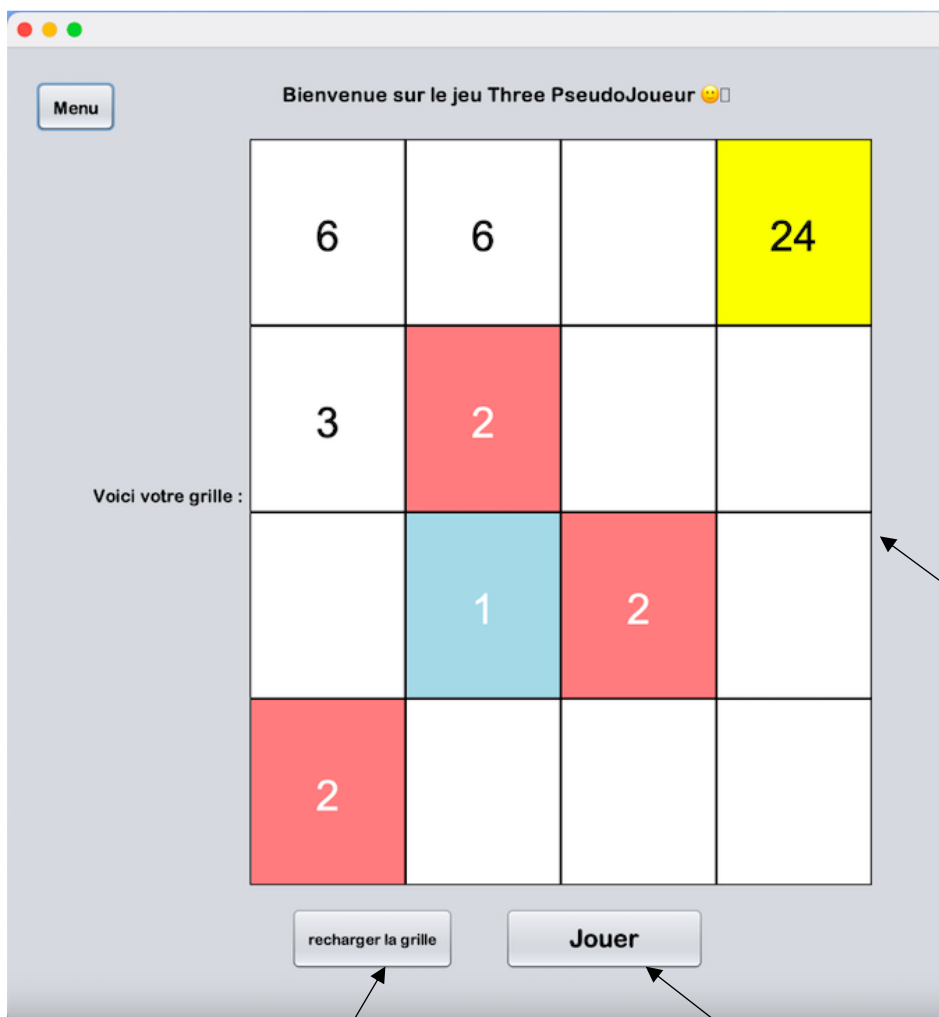 Menu
Bienvenue sur le jeu Three PseudoJoueur 🙂
6 6 24
3 2
Voici votre grille :
1 2
2
recharger la grille
Jouer